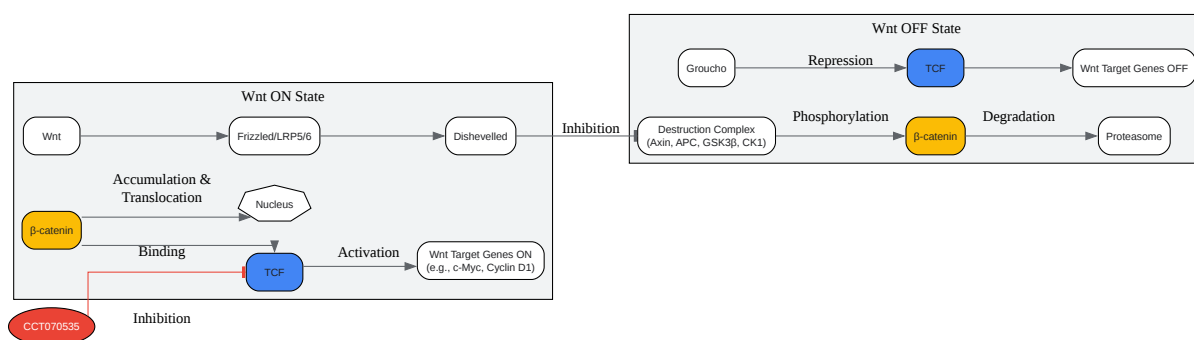 Wnt OFF State
Groucho
Repression
TCF
Wnt Target Genes OFF
Destruction Complex
(Axin, APC, GSK3β, CK1)
Phosphorylation
β-catenin
Degradation
Proteasome
Wnt ON State
Wnt
Frizzled/LRP5/6
Dishevelled
Inhibition
Accumulation &
Translocation
Nucleus
β-catenin
Binding
TCF
Activation
Wnt Target Genes ON
(e.g., c-Myc, Cyclin D1)
CCT070535
Inhibition